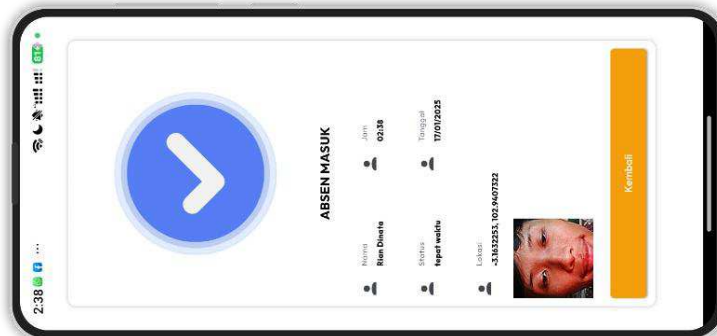 2:38
81
ABSEN MASUK
Nama
Rian Dinata
Jam
02:38
Status
tepat waktu
Tanggal
17/01/2025
Lokasi
-3.1632253, 102.9407322
Kembali